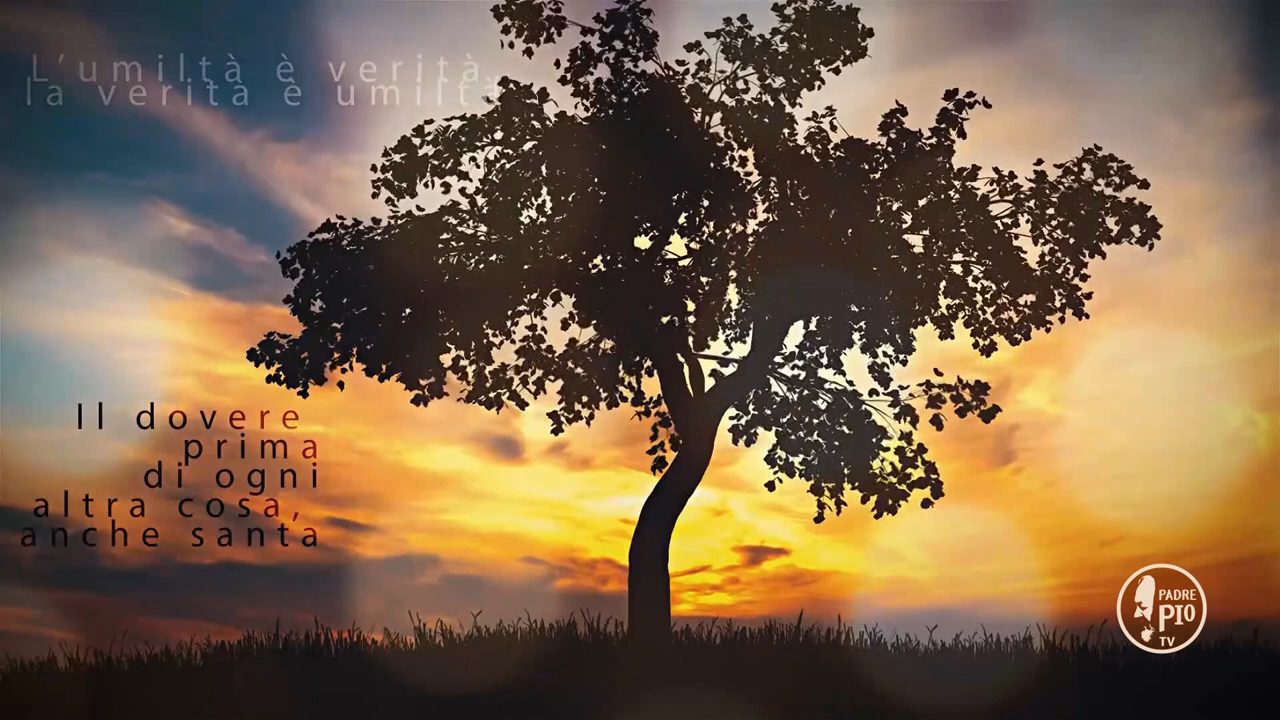 L'umiltà è verità,
la verità è umiltà
Il dovere
prima
di ogni
altra cosa,
anche santa
PADRE
PIO
TV